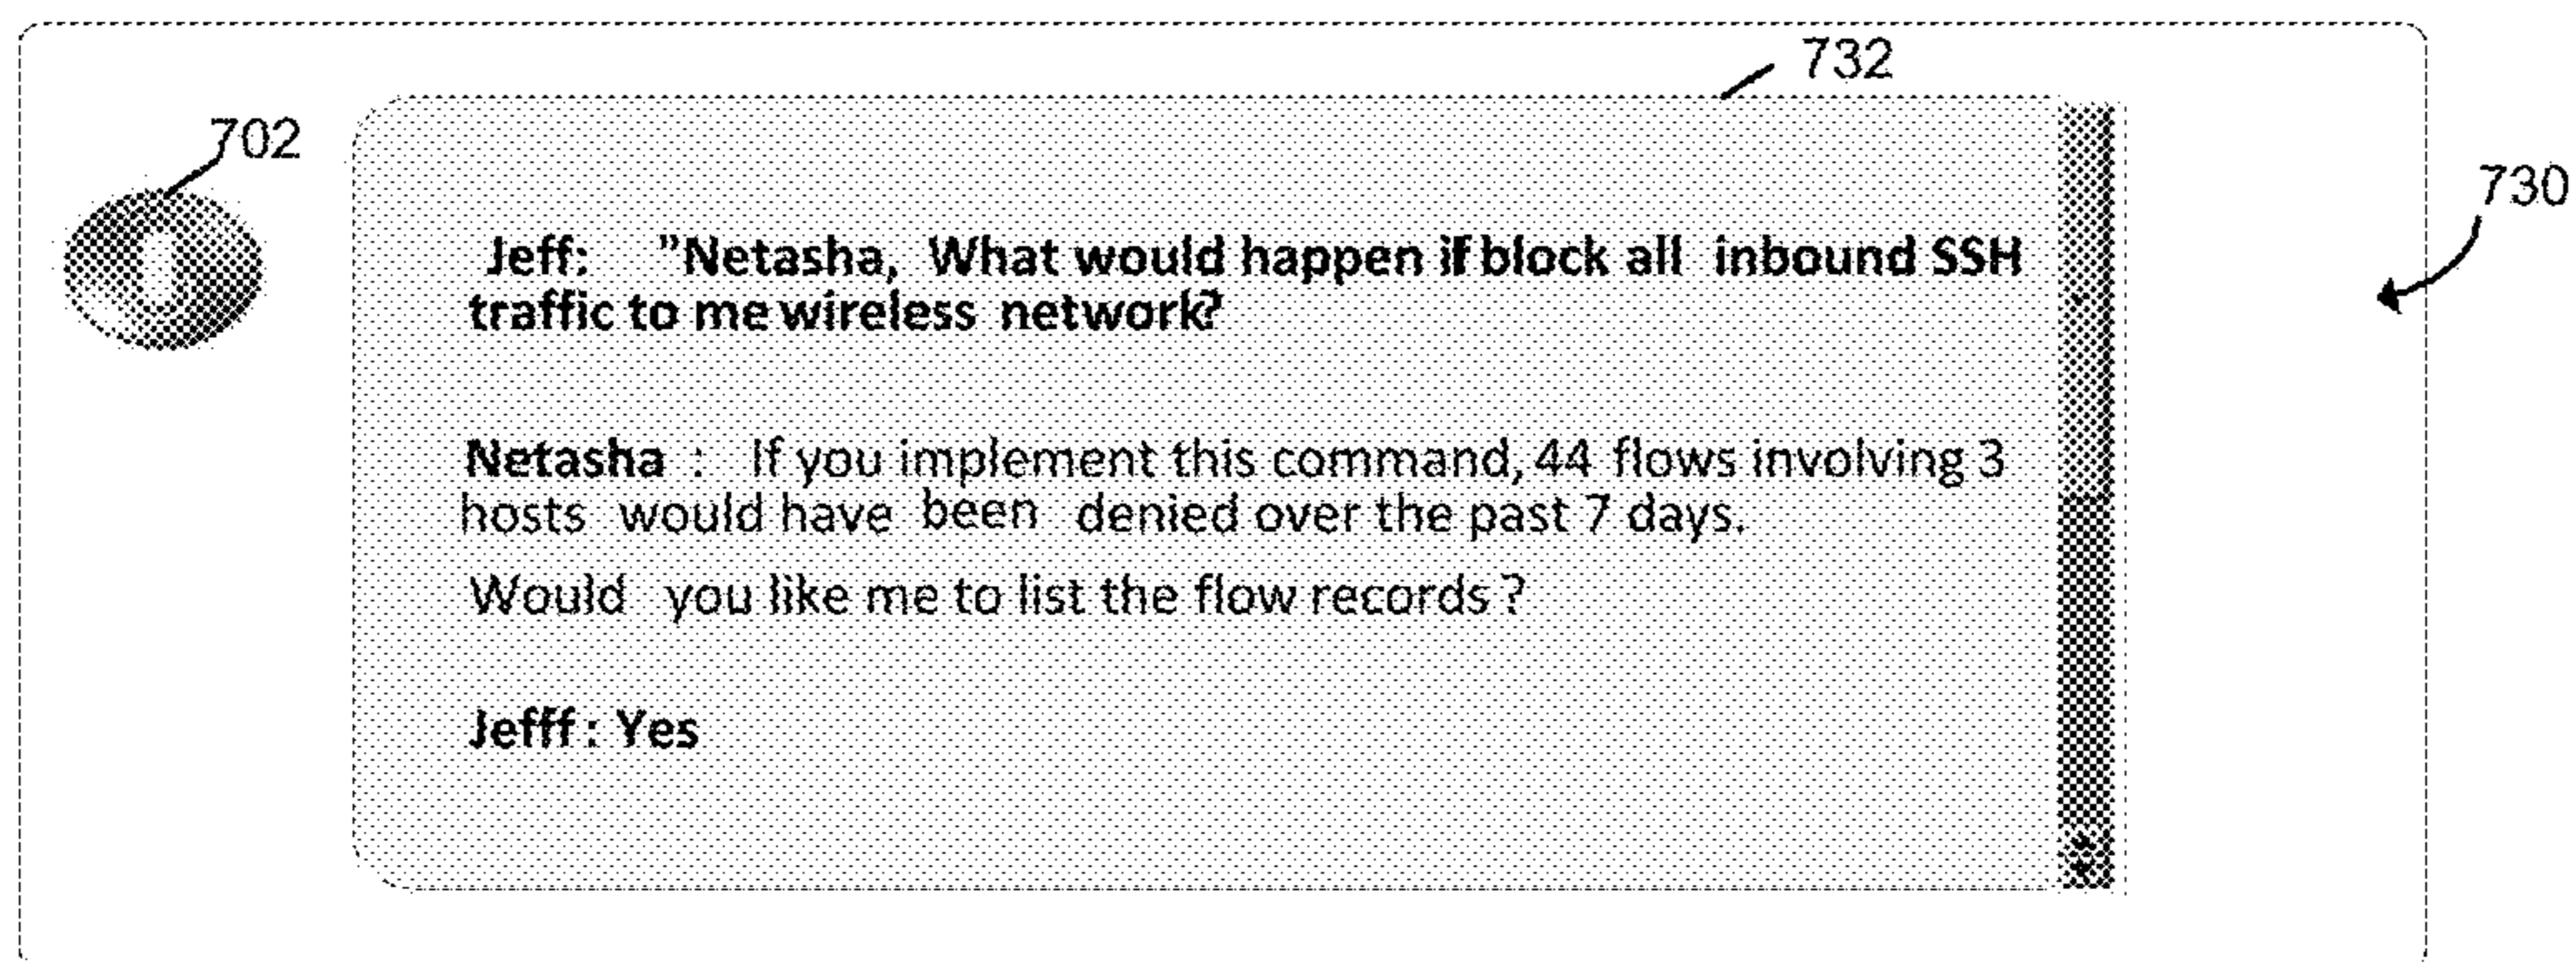 732
702
730
Jeff: "Netasha, What would happen if block all inbound SSH
traffic to me wireless network?
Netasha : If you implement this command, 44 flows involving 3
hosts would have been denied over the past 7 days.
Would you like me to list the flow records ?
Jefff : Yes